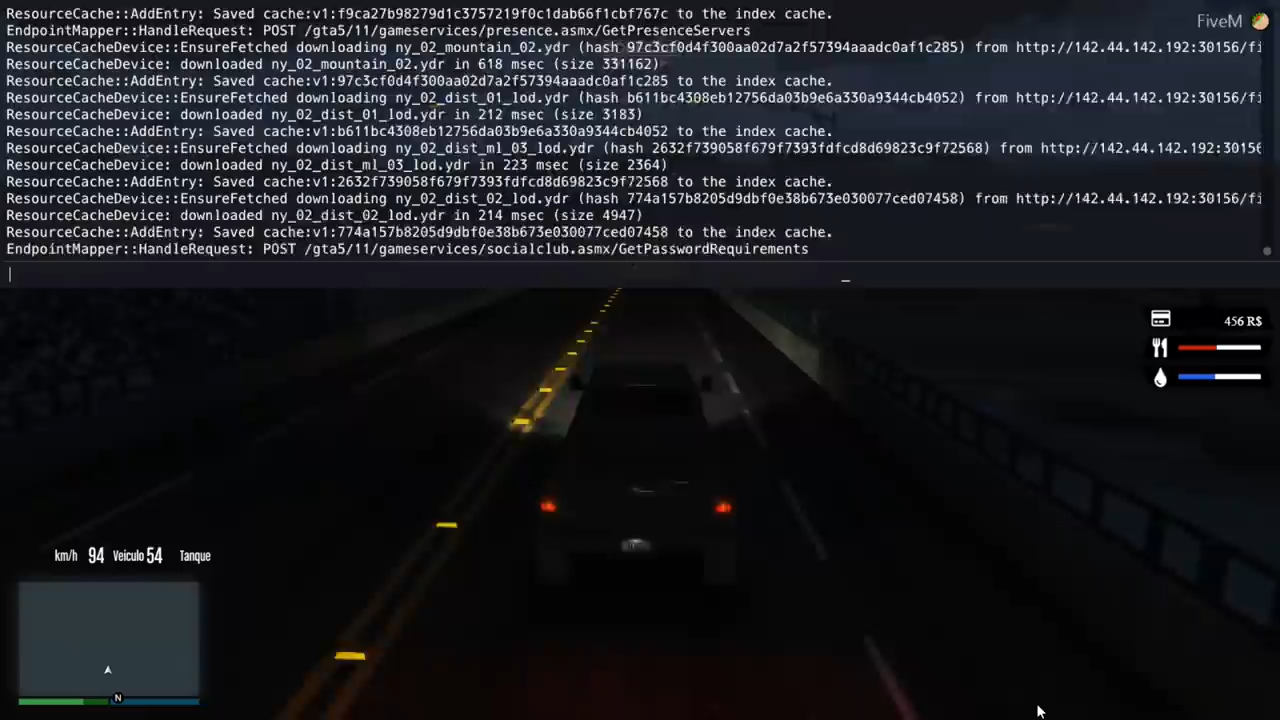 ResourceCache::AddEntry: Saved cache:v1:f9ca27b98279d1c3757219f0c1dab66f1cbf767c to the index cache.
FiveM
EndpointMapper::HandleRequest: POST /gta5/11/gameservices/presence.asmx/GetPresenceServers
ResourceCacheDevice::EnsureFetched downloading ny_02_mountain_02.ydr (hash 97c3cf0d4f300aa02d7a2f57394aaadc0af1c285) from http://142.44.142.192:30156/fi
ResourceCacheDevice: downloaded ny_02_mountain_02.ydr in 618 msec (size 331162)
ResourceCache::AddEntry: Saved cache:v1:97c3cf0d4f300aa02d7a2f57394aaadc0af1c285 to the index cache.
ResourceCacheDevice::EnsureFetched downloading ny_02_dist_01_lod.ydr (hash b611bc4308eb12756da03b9e6a330a9344cb4052) from http://142.44.142.192:30156/fi
ResourceCacheDevice: downloaded ny_02_dist_01_lod.ydr in 212 msec (size 3183)
ResourceCache::AddEntry: Saved cache:v1:b611bc4308eb12756da03b9e6a330a9344cb4052 to the index cache.
ResourceCacheDevice::EnsureFetched downloading ny_02_dist_ml_03_lod.ydr (hash 2632f739058f679f7393fdfcd8d69823c9f72568) from http://142.44.142.192:30156
ResourceCacheDevice: downloaded ny_02_dist_ml_03_lod.ydr in 223 msec (size 2364)
ResourceCache::AddEntry: Saved cache:v1:2632f739058f679f7393fdfcd8d69823c9f72568 to the index cache.
ResourceCacheDevice::EnsureFetched downloading ny_02_dist_02_lod.ydr (hash 774a157b8205d9dbf0e38b673e030077ced07458) from http://142.44.142.192:30156/fi
ResourceCacheDevice: downloaded ny_02_dist_02_lod.ydr in 214 msec (size 4947)
ResourceCache::AddEntry: Saved cache:v1:774a157b8205d9dbf0e38b673e030077ced07458 to the index cache.
EndpointMapper::HandleRequest: POST /gta5/11/gameservices/socialclub.asmx/GetPasswordRequirements
456 R$
km/h 94 Veiculo 54 Tanque
N